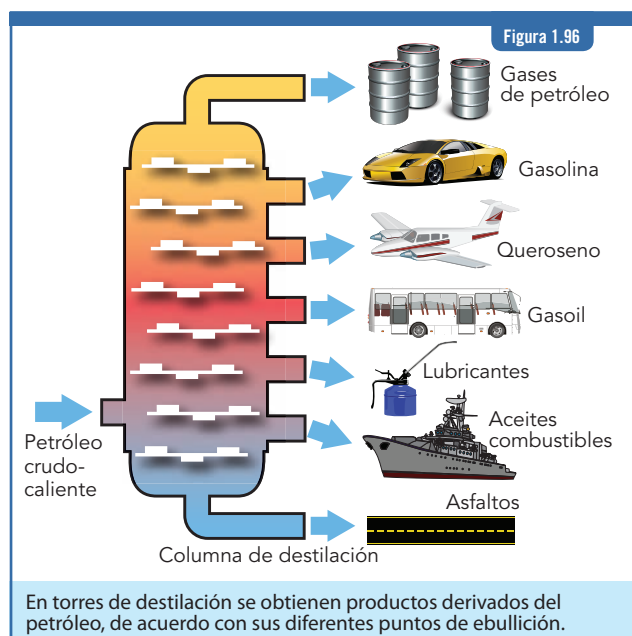 Figura 1.96
Gases
de petróleo
Gasolina
Queroseno
Gasoil
Lubricantes
Aceites
combustibles
Petróleo
crudo-
caliente
Asfaltos
Columna de destilación
En torres de destilación se obtienen productos derivados del
petróleo, de acuerdo con sus diferentes puntos de ebullición.